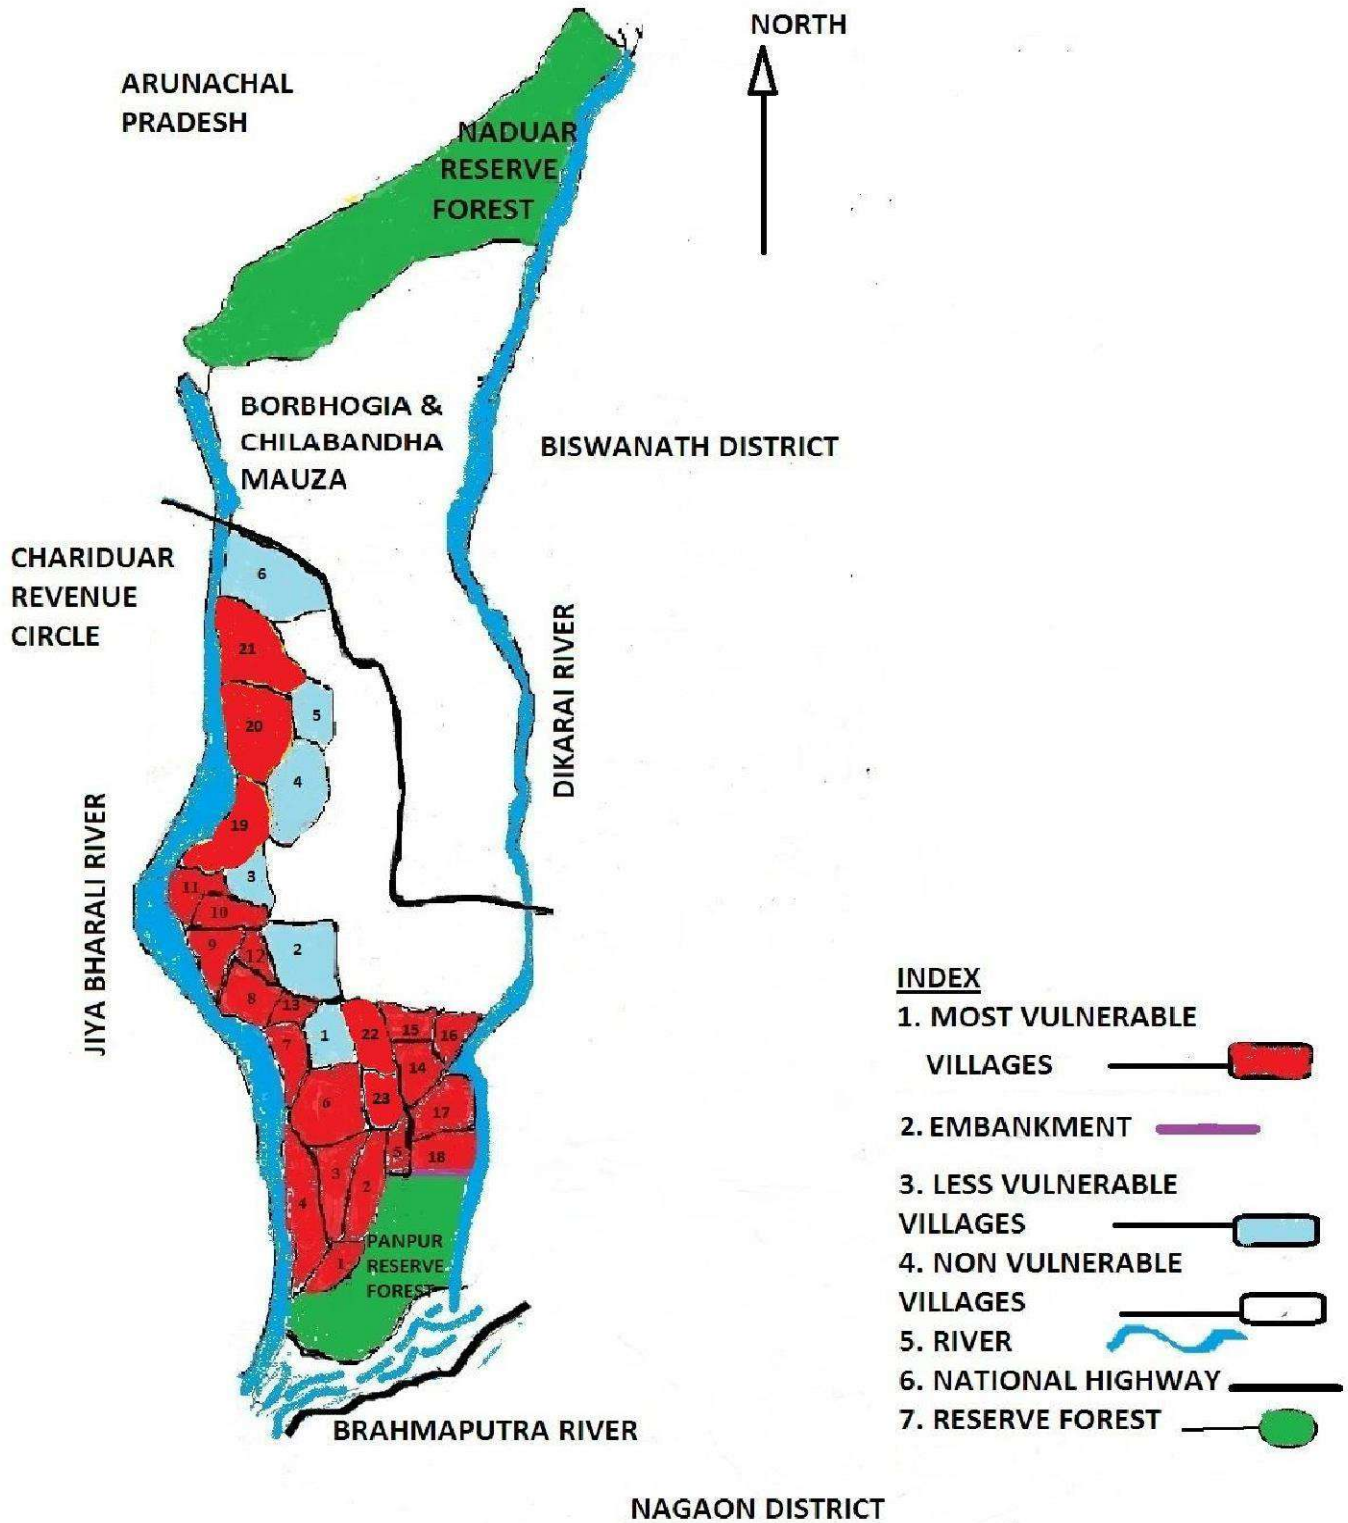 NORTH
ARUNACHAL
PRADESH
NADUAR
RESERVE
FOREST
BORBHOGIA &
CHILABANDHA
MAUZA
BISWANATH DISTRICT
CHARIDUAR
REVENUE
CIRCLE
6
21
5
20
4
19
3
11
10
9
12
2
8
13
1
7
22
15
16
14
6
23
17
5
18
3
4
2
1
DIKARAI RIVER
JIYA BHARALI RIVER
PANPUR
RESERVE
FOREST
BRAHMAPUTRA RIVER
NAGAON DISTRICT
INDEX
1. MOST VULNERABLE
VILLAGES
2. EMBANKMENT
3. LESS VULNERABLE
VILLAGES
4. NON VULNERABLE
VILLAGES
5. RIVER
6. NATIONAL HIGHWAY
7. RESERVE FOREST